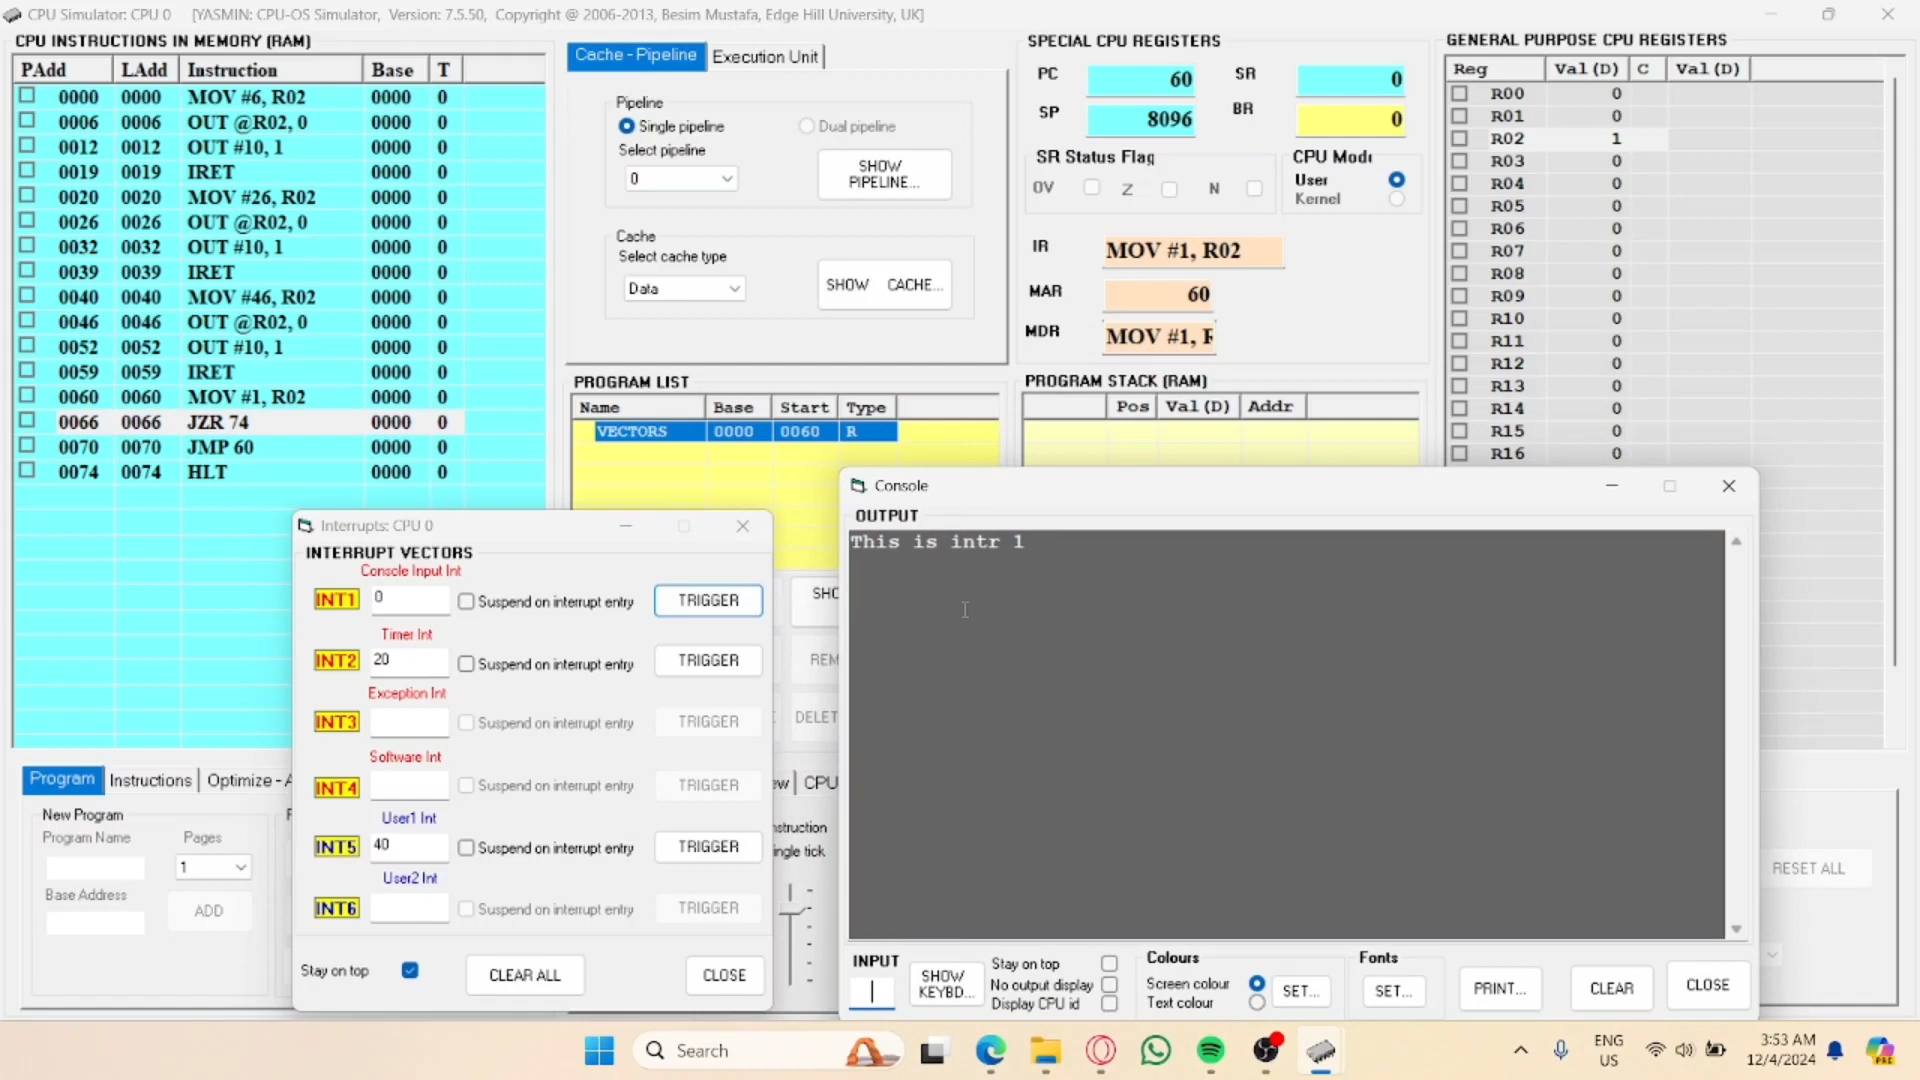 CPU Simulator: CPU 0 [YASMIN: CPU-OS Simulator, Version: 7.5.50, Copyright @ 2006-2013, Besim Mustafa, Edge Hill University, UK]
CPU INSTRUCTIONS IN MEMORY (RAM)
PAdd LAdd Instruction Base T
0000 0000 MOV #6, R02 0000 0
0006 0006 OUT @R02, 0 0000 0
0012 0012 OUT #10, 1 0000 0
0019 0019 IRET 0000 0
0020 0020 MOV #26, R02 0000 0
0026 0026 OUT @R02, 0 0000 0
0032 0032 OUT #10, 1 0000 0
0039 0039 IRET 0000 0
0040 0040 MOV #46, R02 0000 0
0046 0046 OUT @R02, 0 0000 0
0052 0052 OUT #10, 1 0000 0
0059 0059 IRET 0000 0
0060 0060 MOV #1, R02 0000 0
0066 0066 JZR 74 0000 0
0070 0070 JMP 60 0000 0
0074 0074 HLT 0000 0
Cache - Pipeline Execution Unit
Pipeline
Single pipeline Dual pipeline
Select pipeline
0
SHOW
PIPELINE...
Cache
Select cache type
Data
SHOW CACHE...
PROGRAM LIST
Name Base Start Type
VECTORS 0000 0060 R
SPECIAL CPU REGISTERS
PC 60 SR 0
SP 8096 BR 0
SR Status Flag
OV Z N
CPU Mod
User
Kernel
IR MOV #1, R02
MAR 60
MDR MOV #1, F
PROGRAM STACK (RAM)
Pos Val (D) Addr
GENERAL PURPOSE CPU REGISTERS
Reg Val (D) C Val (D)
R00 0
R01 0
R02 1
R03 0
R04 0
R05 0
R06 0
R07 0
R08 0
R09 0
R10 0
R11 0
R12 0
R13 0
R14 0
R15 0
R16 0
Interrupts: CPU 0
INTERRUPT VECTORS
Console Input Int
INT1 0 Suspend on interrupt entry TRIGGER
Timer Int
INT2 20 Suspend on interrupt entry TRIGGER
Exception Int
INT3 Suspend on interrupt entry TRIGGER
Software Int
INT4 Suspend on interrupt entry TRIGGER
User1 Int
INT5 40 Suspend on interrupt entry TRIGGER
User2 Int
INT6 Suspend on interrupt entry TRIGGER
Stay on top CLEAR ALL CLOSE
SHO
REM
DELET
ew CPU
struction
ngle tick
Console
OUTPUT
This is intr 1
INPUT
SHOW
KEYBD...
Stay on top
No output display
Display CPU id
Colours
Screen colour
Text colour
SET...
Fonts
SET...
PRINT...
CLEAR
CLOSE
Program Instructions Optimize - A
New Program
Program Name Pages
1
Base Address
ADD
RESET ALL
Search
ENG
US
3:53 AM
12/4/2024
PRE